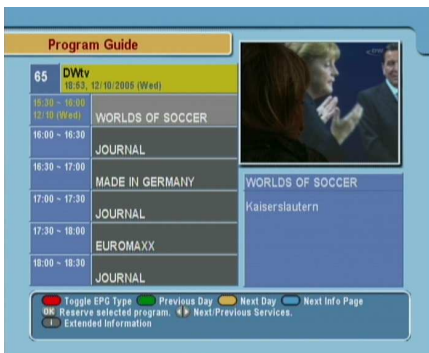 Program Guide
65 DWtv
18:53, 12/10/2005 (Wed)
15:30 ~ 16:00
12/10 (Wed)
WORLDS OF SOCCER
16:00 ~ 16:30
JOURNAL
16:30 ~ 17:00
MADE IN GERMANY
17:00 ~ 17:30
JOURNAL
17:30 ~ 18:00
EUROMAXX
18:00 ~ 18:30
JOURNAL
WORLDS OF SOCCER
Kaiserslautern
Toggle EPG Type Previous Day Next Day Next Info Page
OK Reserve selected program. Next/Previous Services.
i Extended Information